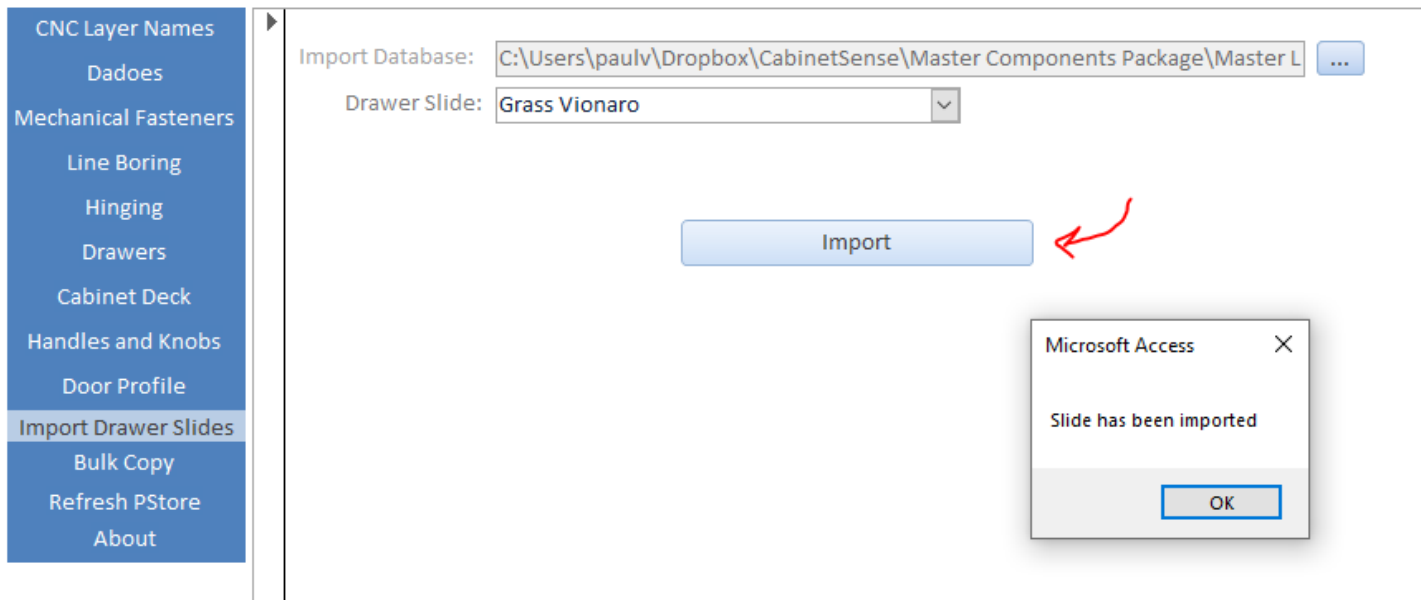 CNC Layer Names
Dadoes
Mechanical Fasteners
Line Boring
Hinging
Drawers
Cabinet Deck
Handles and Knobs
Door Profile
Import Drawer Slides
Bulk Copy
Refresh PStore
About
Import Database: C:\Users\paulv\Dropbox\CabinetSense\Master Components Package\Master L ...
Drawer Slide: Grass Vionaro
Import
Microsoft Access
Slide has been imported
OK